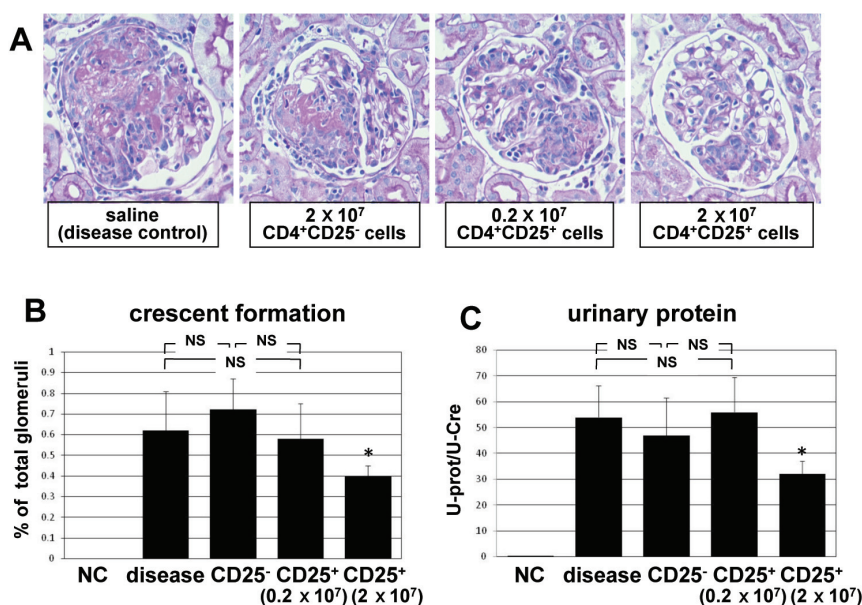 A
saline
(disease control)
2 x 10⁷
CD4⁺CD25⁻ cells
0.2 x 10⁷
CD4⁺CD25⁺ cells
2 x 10⁷
CD4⁺CD25⁺ cells
B
crescent formation
NS
NS
NS
% of total glomeruli
1
0.9
0.8
0.7
0.6
0.5
0.4
0.3
0.2
0.1
0
*
NC
disease
CD25⁻
CD25⁺
(0.2 x 10⁷)
CD25⁺
(2 x 10⁷)
C
urinary protein
NS
NS
NS
U-prot/U-Cre
80
70
60
50
40
30
20
10
0
*
NC
disease
CD25⁻
CD25⁺
(0.2 x 10⁷)
CD25⁺
(2 x 10⁷)